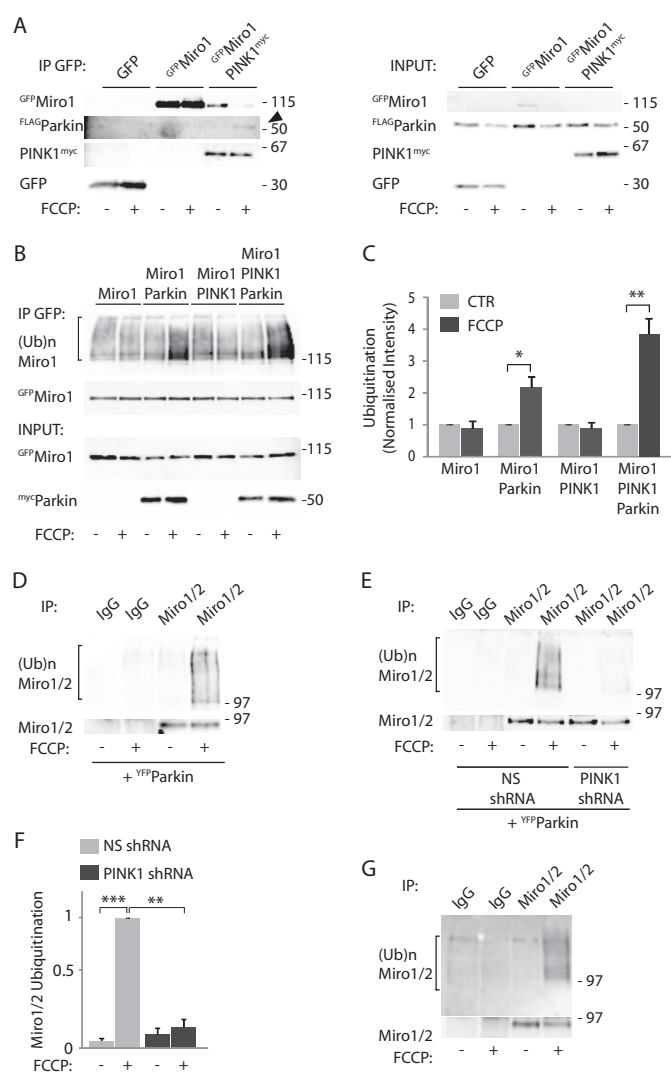 A
IP GFP:
GFP
GFPMiro1
GFPMiro1
PINK1myc
GFPMiro1
- 115
FLAGParkin
- 50
PINK1myc
- 67
GFP
- 30
FCCP:
- + - + - +
INPUT:
GFP
GFPMiro1
GFPMiro1
PINK1myc
GFPMiro1
- 115
FLAGParkin
- 50
PINK1myc
- 67
GFP
- 30
FCCP:
- + - + - +
B
Miro1
Miro1
Parkin
Miro1
PINK1
Miro1
PINK1
Parkin
IP GFP:
(Ub)n
Miro1
-115
GFPMiro1
-115
INPUT:
GFPMiro1
-115
mycParkin
-50
FCCP:
- + - + - + - +
C
Ubiquitination
(Normalised Intensity)
5
4
3
2
1
0
CTR
FCCP
*
**
Miro1
Miro1
Parkin
Miro1
PINK1
Miro1
PINK1
Parkin
D
IP:
IgG
IgG
Miro1/2
Miro1/2
(Ub)n
Miro1/2
- 97
- 97
Miro1/2
FCCP:
- + - +
+ YFPParkin
E
IP:
IgG
IgG
Miro1/2
Miro1/2
Miro1/2
Miro1/2
(Ub)n
Miro1/2
- 97
- 97
Miro1/2
FCCP:
- + - + - +
NS
shRNA
PINK1
shRNA
+ YFPParkin
F
NS shRNA
PINK1 shRNA
Miro1/2 Ubiquitination
1
0.5
0
***
**
FCCP:
- + - +
G
IP:
IgG
IgG
Miro1/2
Miro1/2
(Ub)n
Miro1/2
- 97
- 97
Miro1/2
FCCP:
- + - +